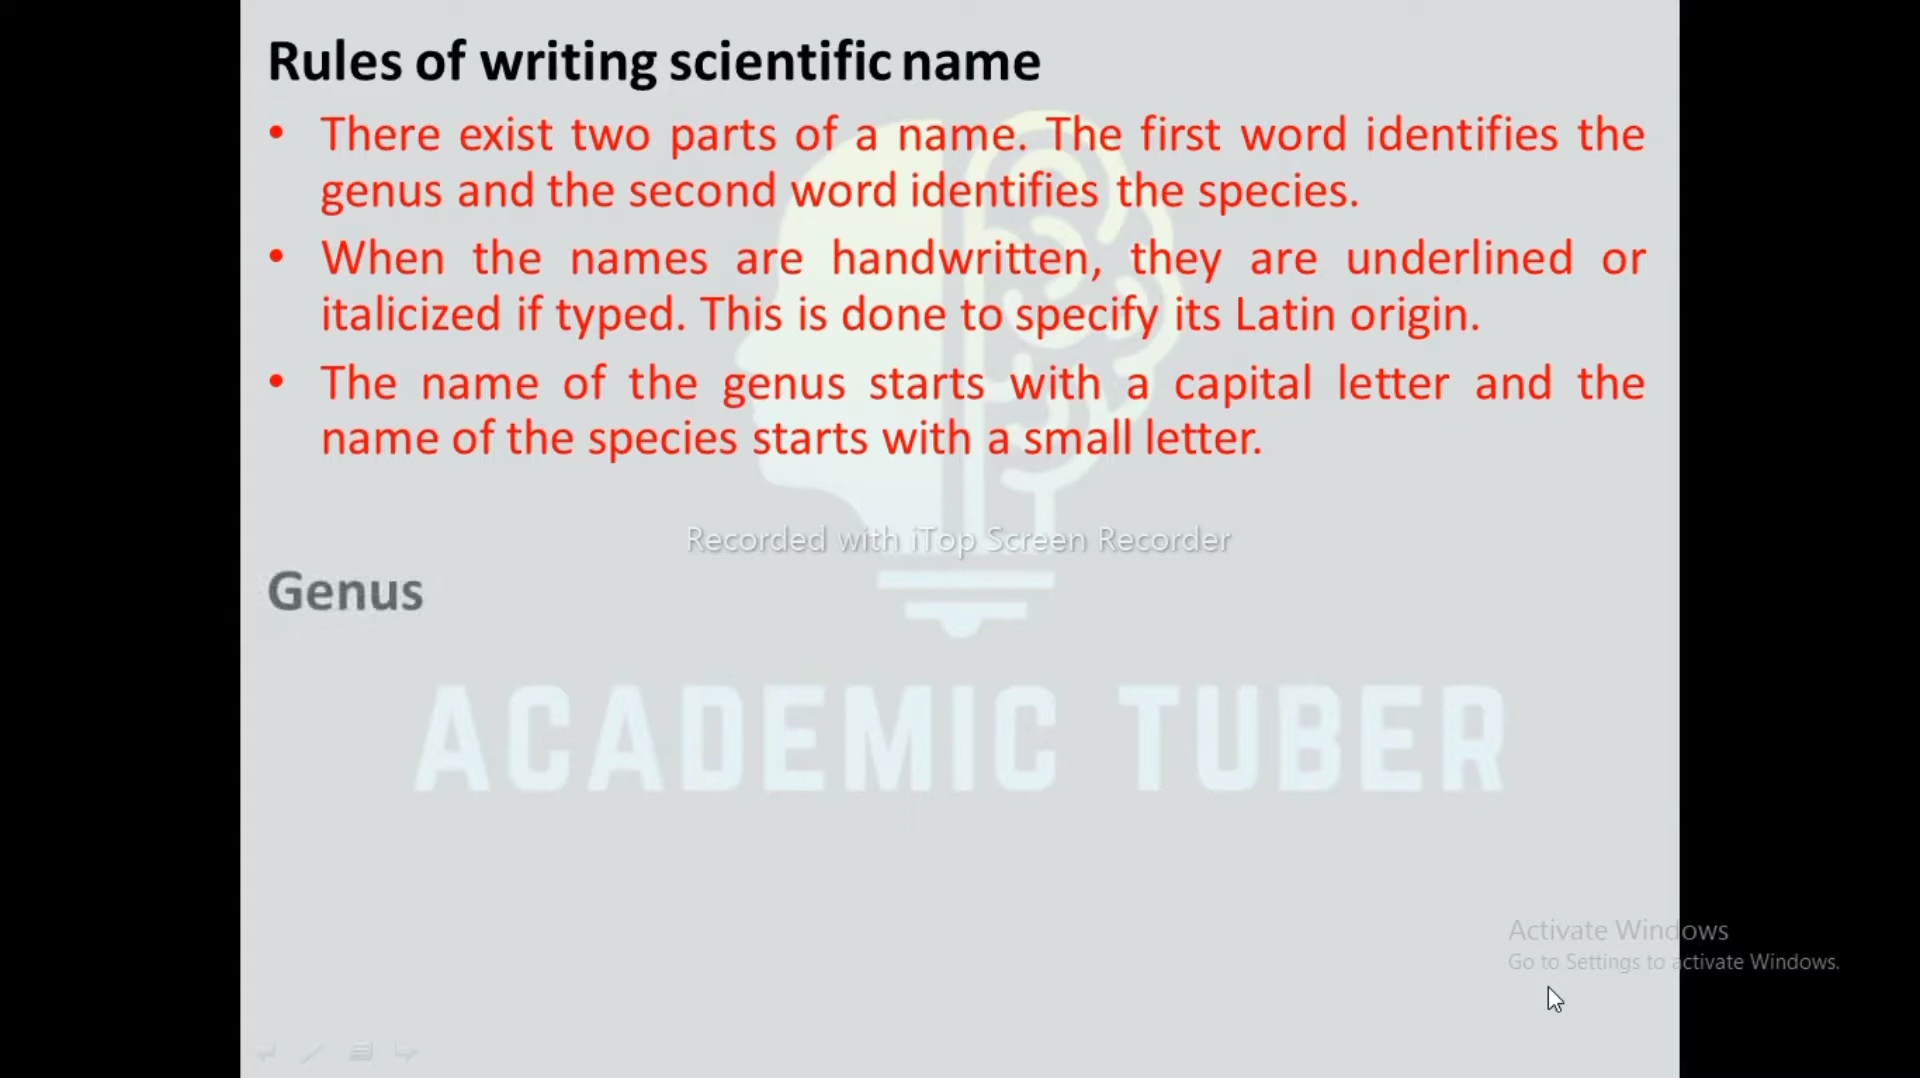 Rules of writing scientific name
• There exist two parts of a name. The first word identifies the
genus and the second word identifies the species.
• When the names are handwritten, they are underlined or
italicized if typed. This is done to specify its Latin origin.
• The name of the genus starts with a capital letter and the
name of the species starts with a small letter.
Recorded with iTop Screen Recorder
Genus
ACADEMIC TUBER
Activate Windows
Go to Settings to activate Windows.